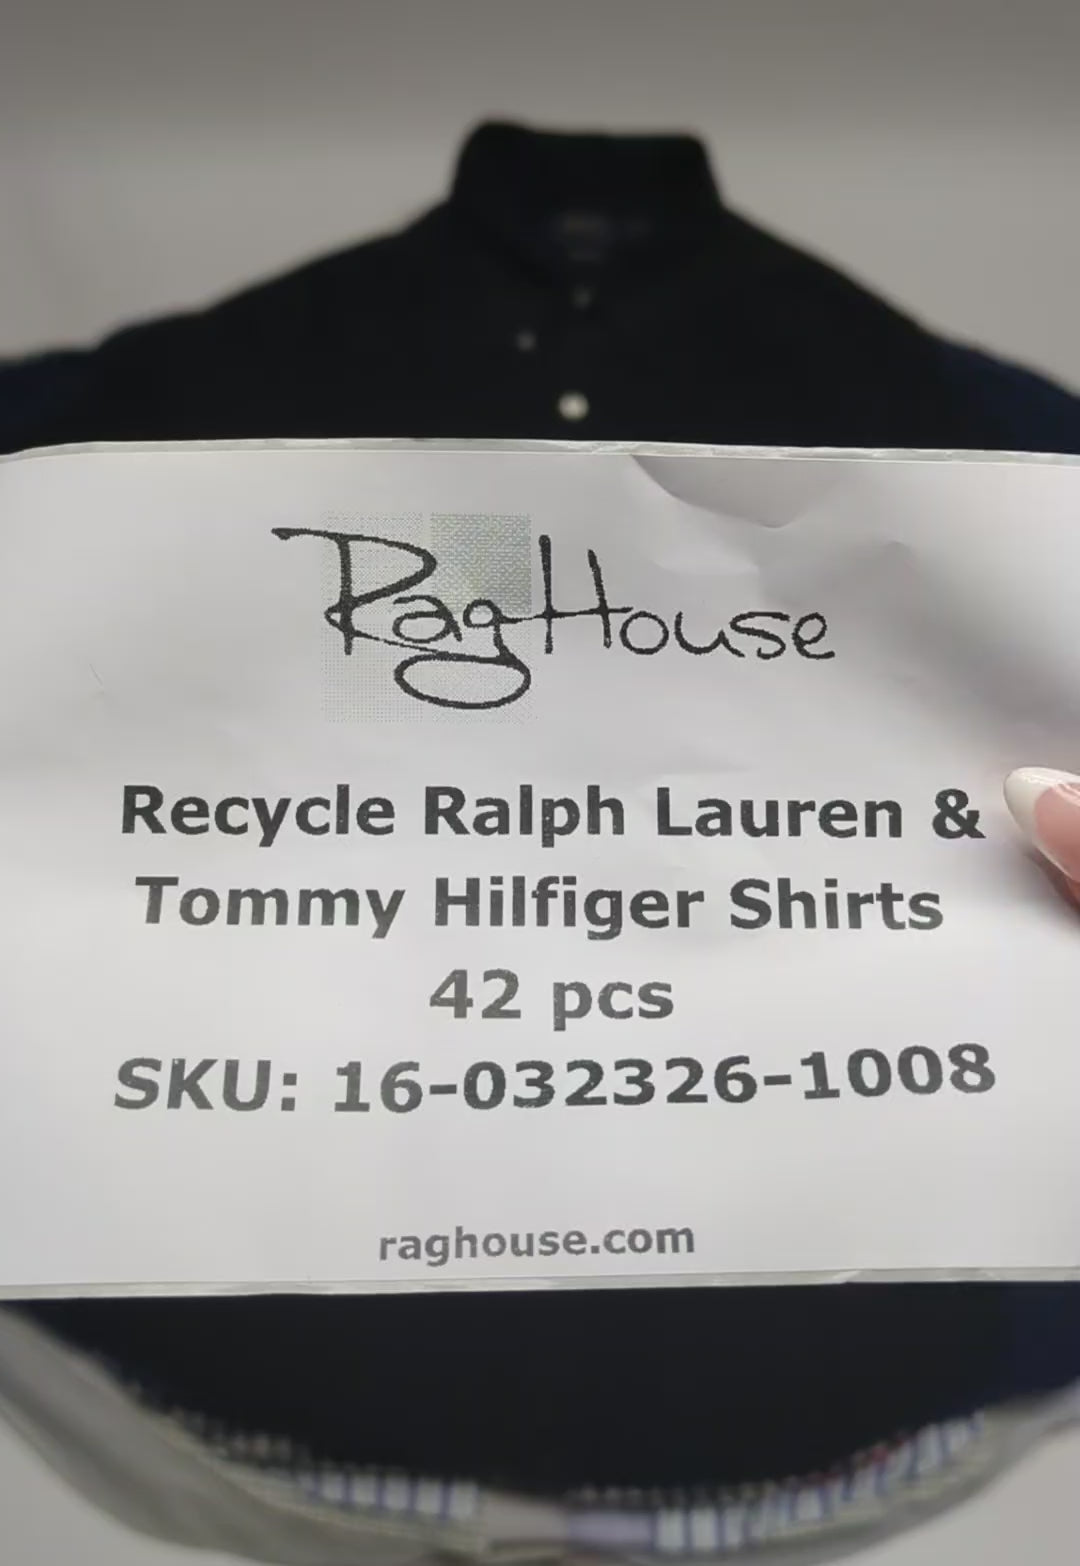 RagHouse
Recycle Ralph Lauren &
Tommy Hilfiger Shirts
42 pcs
SKU: 16-032326-1008
raghouse.com